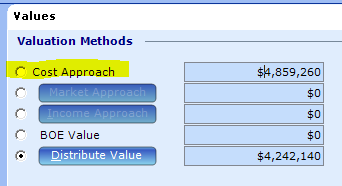 Values
Valuation Methods
Cost Approach $4,859,260
Market Approach $0
Income Approach $0
BOE Value $0
Distribute Value $4,242,140